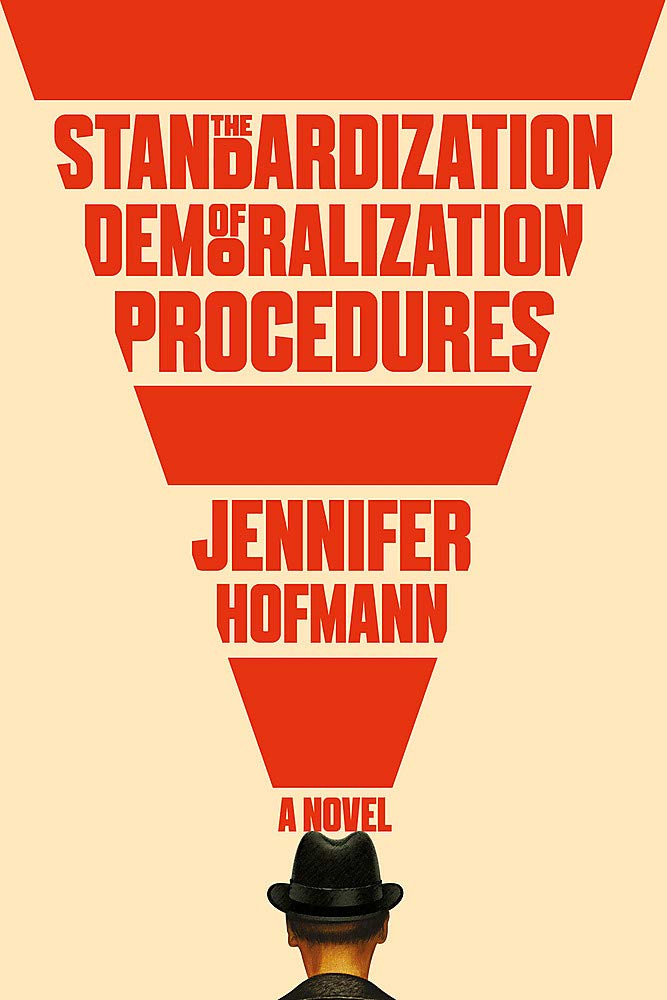 THE
STANDARDIZATION
OF
DEMORALIZATION
PROCEDURES
JENNIFER
HOFMANN
A NOVEL